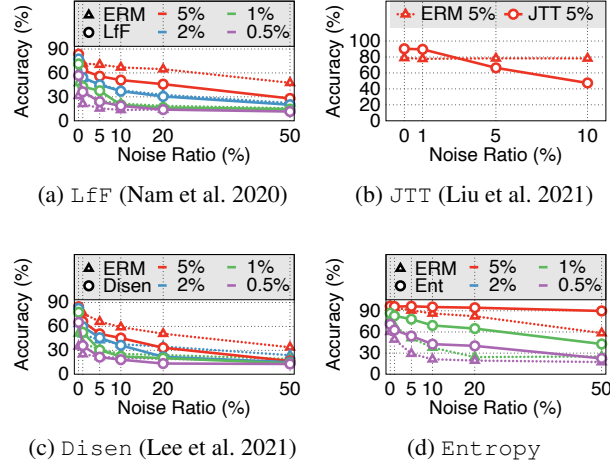 ERM 5% 1%
LfF 2% 0.5%
Accuracy (%)
90
60
30
0
0 5 10 20 50
Noise Ratio (%)
(a) LfF (Nam et al. 2020)
ERM 5% JTT 5%
Accuracy (%)
100
80
60
40
20
0
0 1 5 10
Noise Ratio (%)
(b) JTT (Liu et al. 2021)
ERM 5% 1%
Disen 2% 0.5%
Accuracy (%)
90
60
30
0
0 5 10 20 50
Noise Ratio (%)
(c) Disen (Lee et al. 2021)
ERM 5% 1%
Ent 2% 0.5%
Accuracy (%)
90
60
30
0
0 5 10 20 50
Noise Ratio (%)
(d) Entropy